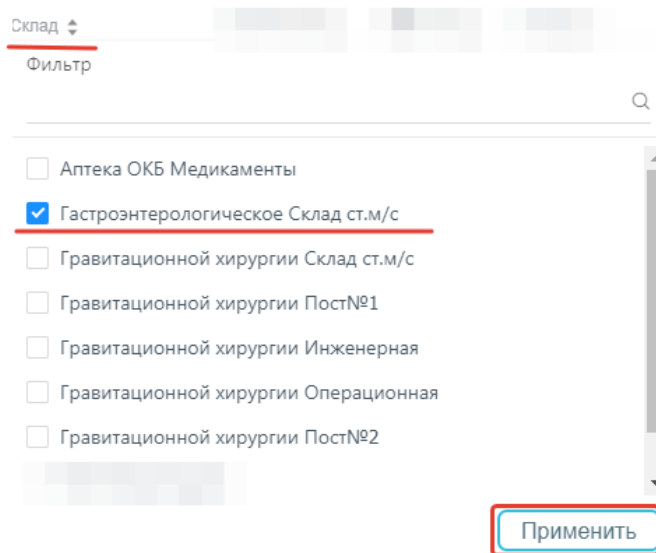 Склад
Фильтр
Аптека ОКБ Медикаменты
Гастроэнтерологическое Склад ст.м/с
Гравитационной хирургии Склад ст.м/с
Гравитационной хирургии Пост№1
Гравитационной хирургии Инженерная
Гравитационной хирургии Операционная
Гравитационной хирургии Пост№2
Применить